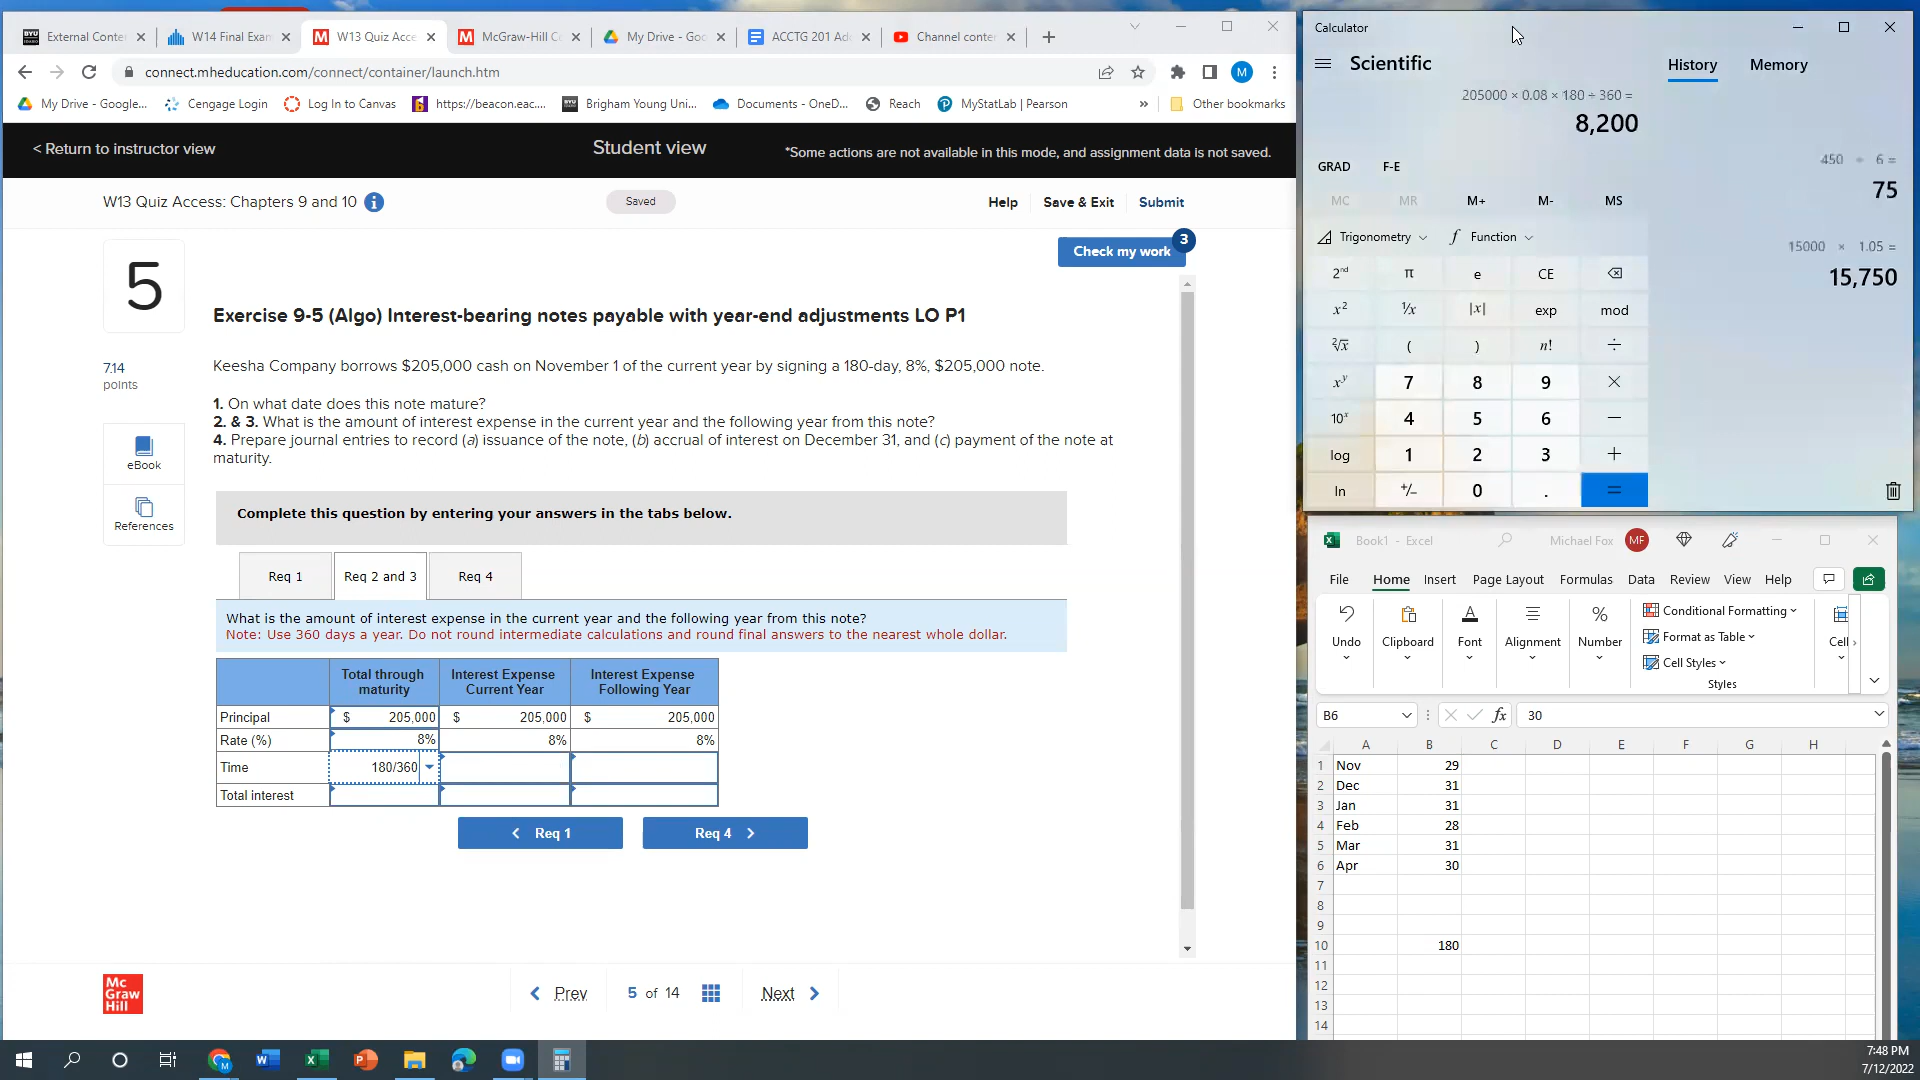 External Conte
W14 Final Exam
W13 Quiz Acce
McGraw-Hill C
My Drive - Goo
ACCTG 201 Ad
Channel conte
connect.mheducation.com/connect/container/launch.htm
M
My Drive - Google...
Cengage Login
Log In to Canvas
https://beacon.eac....
Brigham Young Uni...
Documents - OneD...
Reach
MyStatLab | Pearson
»
Other bookmarks
< Return to instructor view
Student view
*Some actions are not available in this mode, and assignment data is not saved.
W13 Quiz Access: Chapters 9 and 10
Saved
Help
Save & Exit
Submit
Check my work
3
5
7.14
points
eBook
References
Exercise 9-5 (Algo) Interest-bearing notes payable with year-end adjustments LO P1
Keesha Company borrows $205,000 cash on November 1 of the current year by signing a 180-day, 8%, $205,000 note.
1. On what date does this note mature?
2. & 3. What is the amount of interest expense in the current year and the following year from this note?
4. Prepare journal entries to record (a) issuance of the note, (b) accrual of interest on December 31, and (c) payment of the note at
maturity.
Complete this question by entering your answers in the tabs below.
Req 1
Req 2 and 3
Req 4
What is the amount of interest expense in the current year and the following year from this note?
Note: Use 360 days a year. Do not round intermediate calculations and round final answers to the nearest whole dollar.
Total through maturity
Interest Expense Current Year
Interest Expense Following Year
Principal $ 205,000 $ 205,000 $ 205,000
Rate (%) 8% 8% 8%
Time 180/360
Total interest
< Req 1
Req 4 >
Mc
Graw
Hill
Prev
5 of 14
Next
Calculator
Scientific
History
Memory
205000 × 0.08 × 180 ÷ 360 =
8,200
450 ÷ 6 =
75
15000 × 1.05 =
15,750
GRAD F-E
MC MR M+ M- MS
Trigonometry
Function
2nd π e CE
x² ¹/x |x| exp mod
²√x ( ) n! ÷
xʸ 7 8 9 ×
10ˣ 4 5 6 −
log 1 2 3 +
ln +/− 0 . =
Book1 - Excel
Michael Fox
MF
File Home Insert Page Layout Formulas Data Review View Help
Undo
Clipboard
Font
Alignment
Number
%
Conditional Formatting
Format as Table
Cell Styles
Styles
Cell
B6
fx
30
A B C D E F G H
1 Nov 29
2 Dec 31
3 Jan 31
4 Feb 28
5 Mar 31
6 Apr 30
7
8
9
10 180
11
12
13
14
7:48 PM
7/12/2022